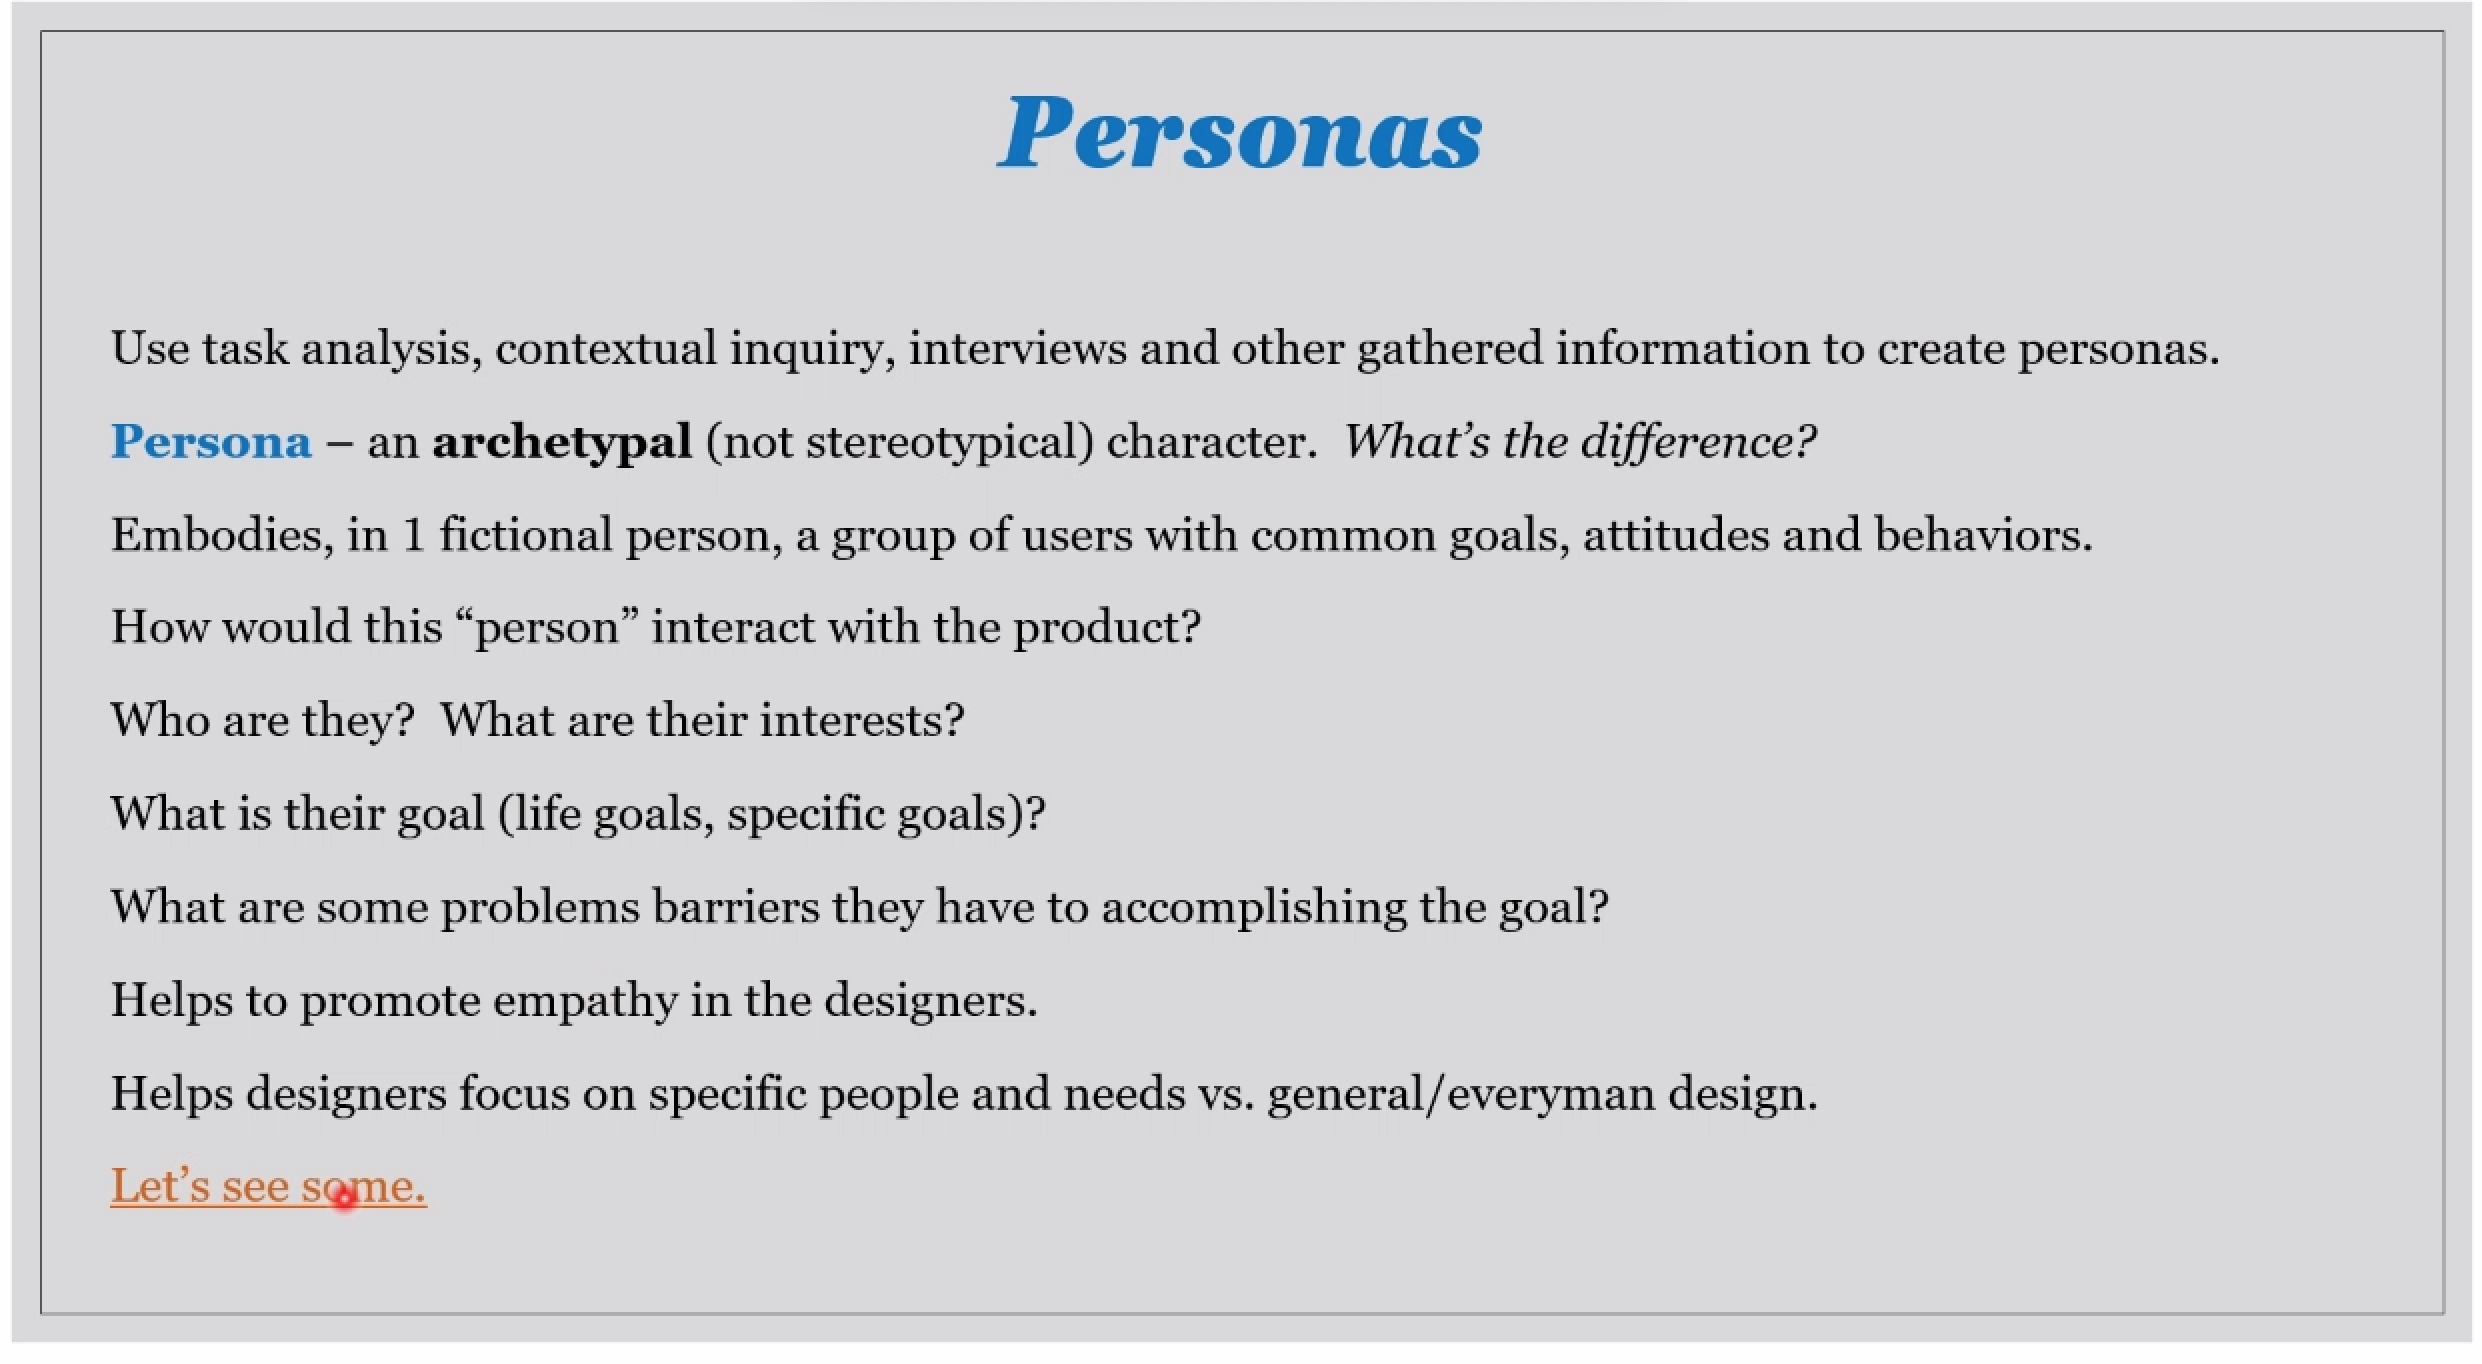 Personas
Use task analysis, contextual inquiry, interviews and other gathered information to create personas.
Persona – an archetypal (not stereotypical) character.  What’s the difference?
Embodies, in 1 fictional person, a group of users with common goals, attitudes and behaviors.
How would this “person” interact with the product?
Who are they?  What are their interests?
What is their goal (life goals, specific goals)?
What are some problems barriers they have to accomplishing the goal?
Helps to promote empathy in the designers.
Helps designers focus on specific people and needs vs. general/everyman design.
Let’s see some.